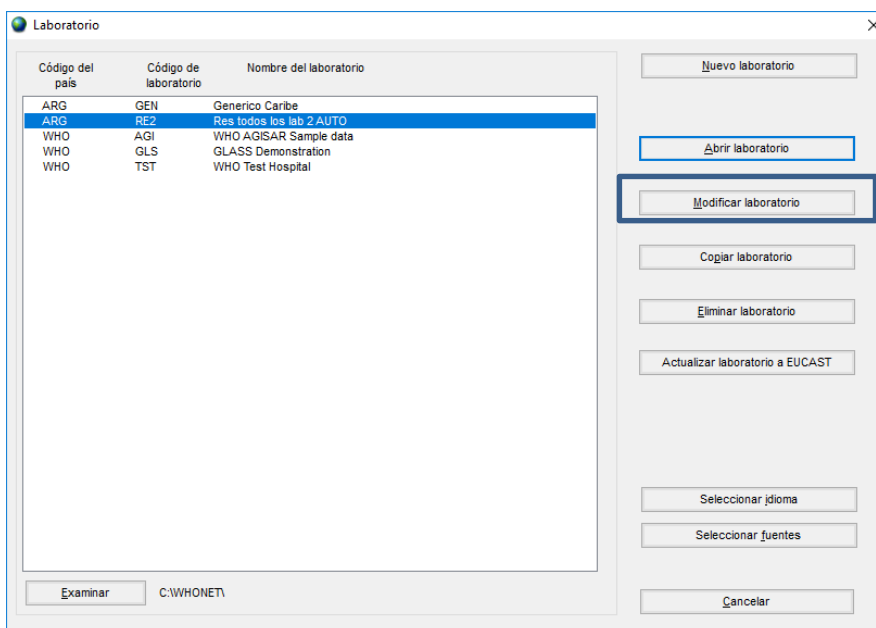 Laboratorio
Código del país
Código de laboratorio
Nombre del laboratorio
ARG GEN Generico Caribe
ARG RE2 Res todos los lab 2 AUTO
WHO AGI WHO AGISAR Sample data
WHO GLS GLASS Demonstration
WHO TST WHO Test Hospital
Examinar C:\WHONET\
Nuevo laboratorio
Abrir laboratorio
Modificar laboratorio
Copiar laboratorio
Eliminar laboratorio
Actualizar laboratorio a EUCAST
Seleccionar idioma
Seleccionar fuentes
Cancelar